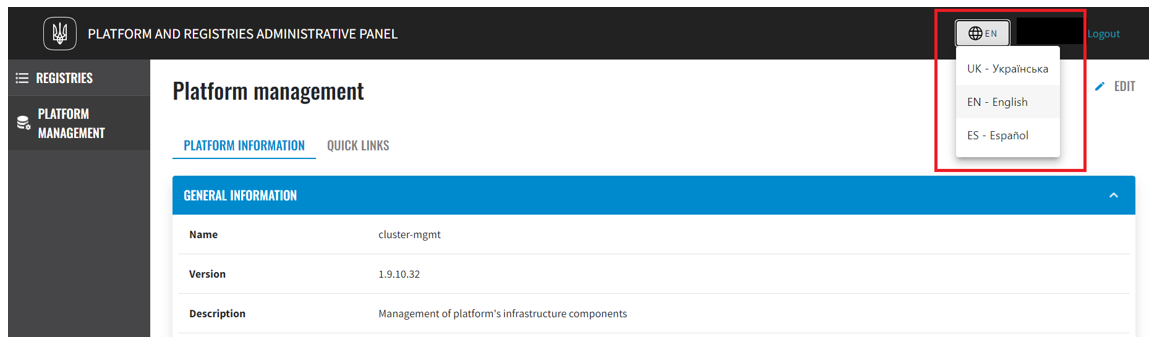 PLATFORM AND REGISTRIES ADMINISTRATIVE PANEL
EN
Logout
UK - Українська
EN - English
ES - Español
REGISTRIES
PLATFORM
MANAGEMENT
Platform management
EDIT
PLATFORM INFORMATION
QUICK LINKS
GENERAL INFORMATION
Name
cluster-mgmt
Version
1.9.10.32
Description
Management of platform's infrastructure components